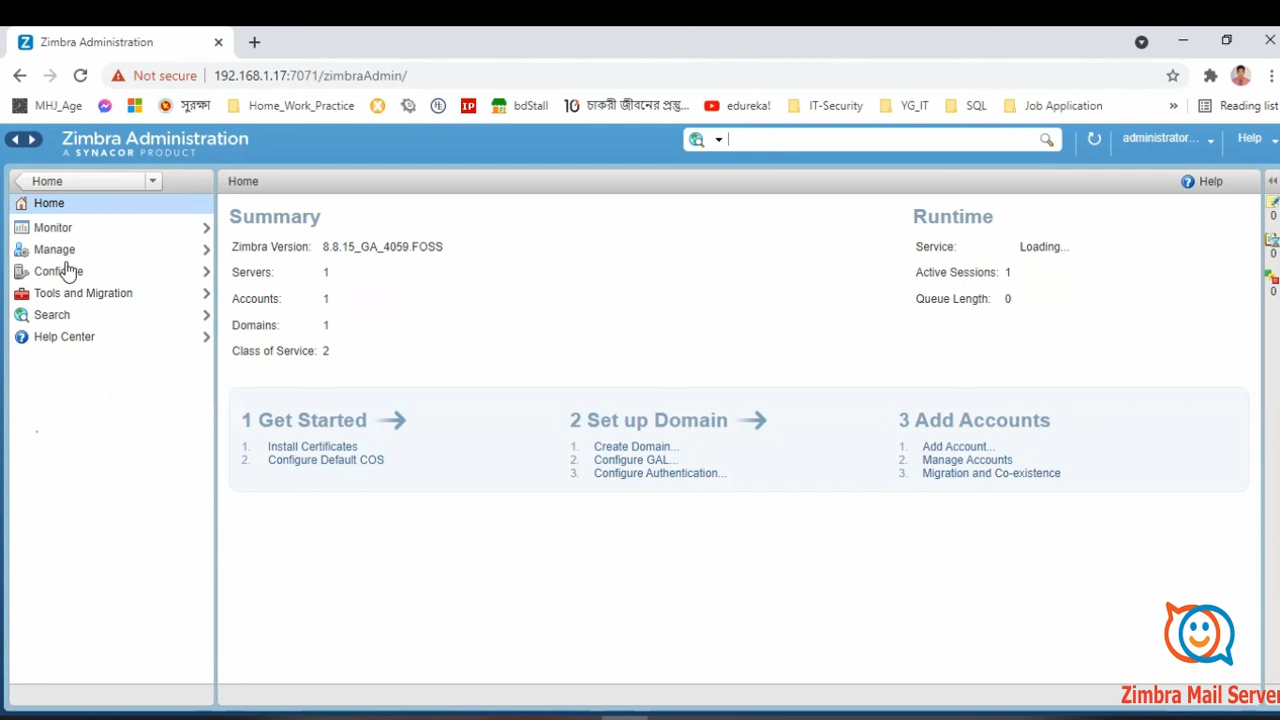 Zimbra Administration
Not secure 192.168.1.17:7071/zimbraAdmin/
MHJ_Age সুরক্ষা Home_Work_Practice IP bdStall 10 চাকরী জীবনের প্রস্তু... eureka! IT-Security YG_IT SQL Job Application » Reading list
Zimbra Administration
A SYNACOR PRODUCT
administrator... Help
Home
Home
Monitor
Manage
Tools and Migration
Search
Help Center
Home
Help
Summary
Zimbra Version: 8.8.15_GA_4059.FOSS
Servers: 1
Accounts: 1
Domains: 1
Class of Service: 2
Runtime
Service: Loading...
Active Sessions: 1
Queue Length: 0
1 Get Started
1. Install Certificates
2. Configure Default COS
2 Set up Domain
1. Create Domain...
2. Configure GAL...
3. Configure Authentication...
3 Add Accounts
1. Add Account...
2. Manage Accounts
3. Migration and Co-existence
0
0
0
Zimbra Mail Server